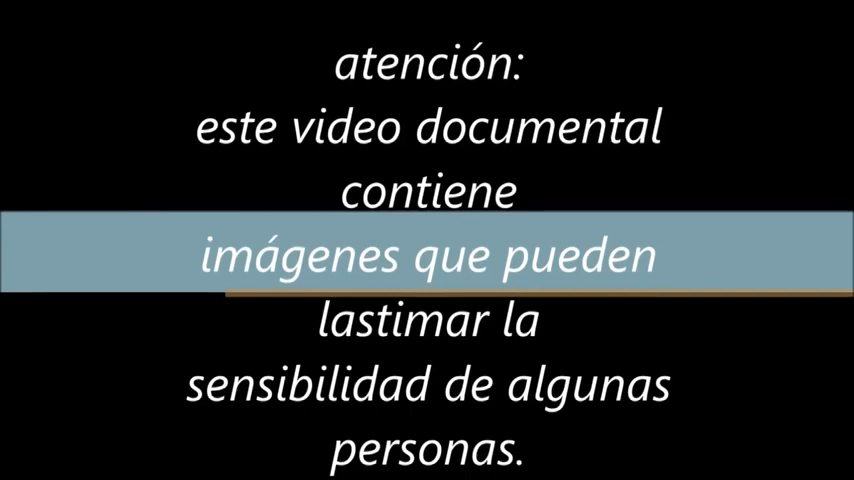 atención:
este video documental
contiene
imágenes que pueden
lastimar la
sensibilidad de algunas
personas.